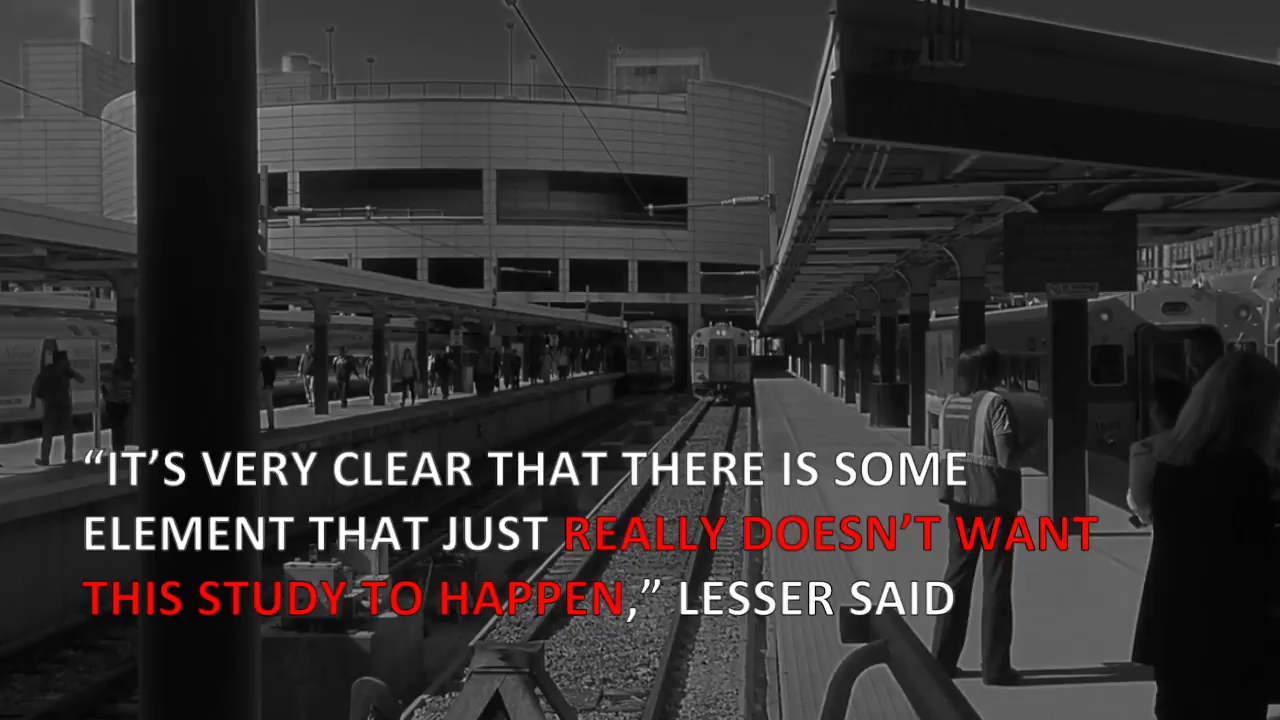 “IT’S VERY CLEAR THAT THERE IS SOME
ELEMENT THAT JUST REALLY DOESN’T WANT
THIS STUDY TO HAPPEN,” LESSER SAID